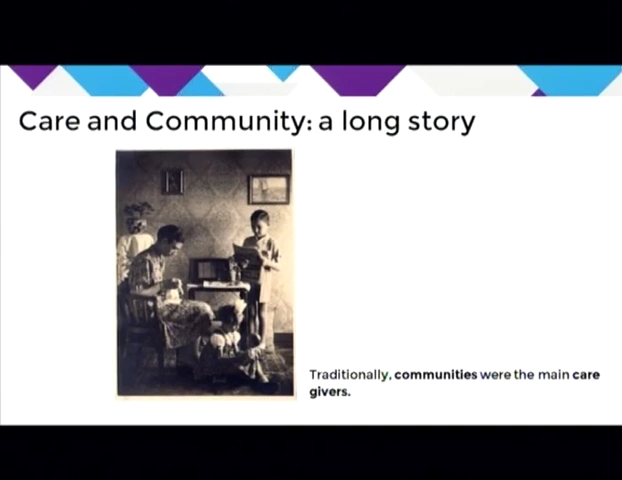 Care and Community: a long story
Traditionally, communities were the main care
givers.